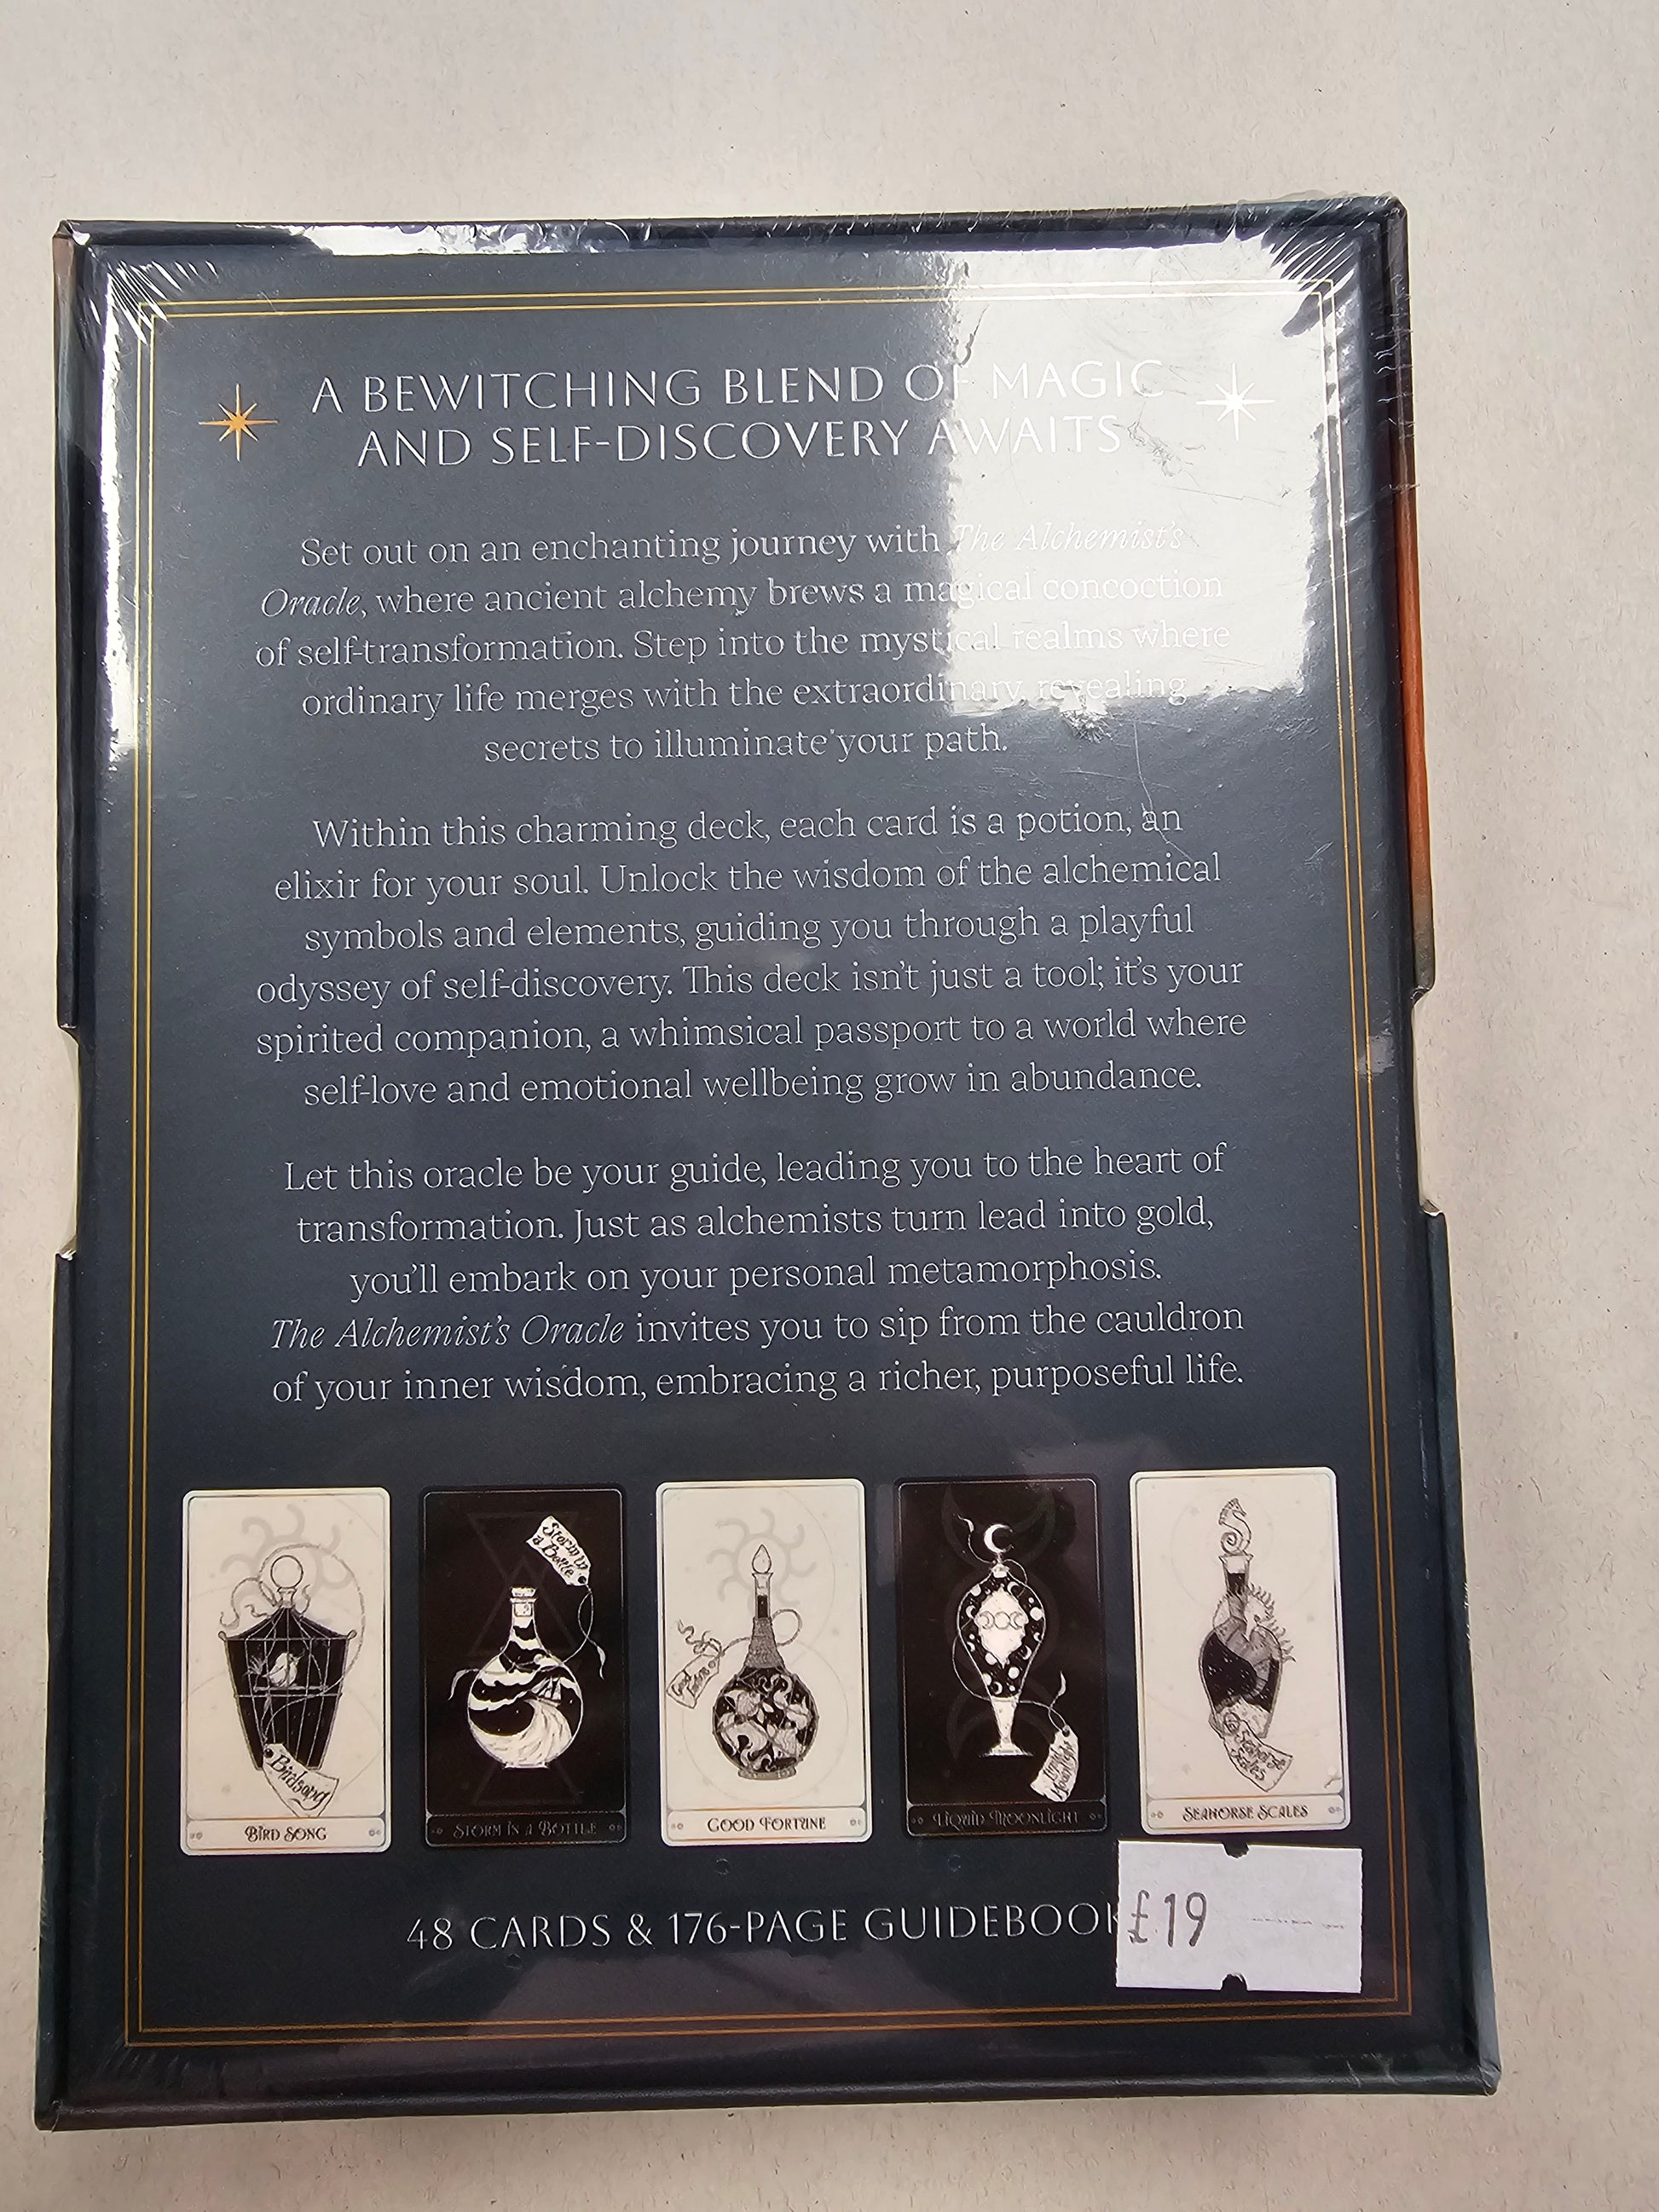 A BEWITCHING BLEND OF MAGIC
AND SELF-DISCOVERY AWAITS
Set out on an enchanting journey with The Alchemist's
Oracle, where ancient alchemy brews a magical concoction
of self-transformation. Step into the mystical realms where
ordinary life merges with the extraordinary, revealing
secrets to illuminate your path.
Within this charming deck, each card is a potion, an
elixir for your soul. Unlock the wisdom of the alchemical
symbols and elements, guiding you through a playful
odyssey of self-discovery. This deck isn't just a tool; it's your
spirited companion, a whimsical passport to a world where
self-love and emotional wellbeing grow in abundance.
Let this oracle be your guide, leading you to the heart of
transformation. Just as alchemists turn lead into gold,
you'll embark on your personal metamorphosis.
The Alchemist's Oracle invites you to sip from the cauldron
of your inner wisdom, embracing a richer, purposeful life.
Birdsong
BIRD SONG
Storm in
a Bottle
STORM IN A BOTTLE
GOOD FORTUNE
Liquid
Moonlight
LIQUID MOONLIGHT
Seahorse
Scales
SEAHORSE SCALES
48 CARDS & 176-PAGE GUIDEBOOK
£19